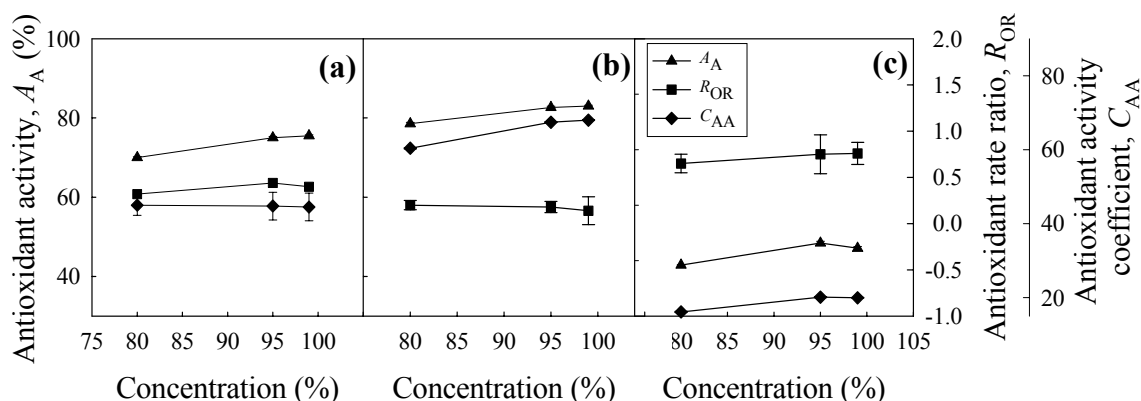 Antioxidant activity, A_A (%)
100
80
60
40
(a)
(b)
(c)
A_A
R_OR
C_AA
2.0
1.5
1.0
0.5
0.0
-0.5
-1.0
Antioxidant rate ratio, R_OR
80
60
40
20
Antioxidant activity
coefficient, C_AA
75 80 85 90 95 100
80 85 90 95 100
80 85 90 95 100 105
Concentration (%)
Concentration (%)
Concentration (%)